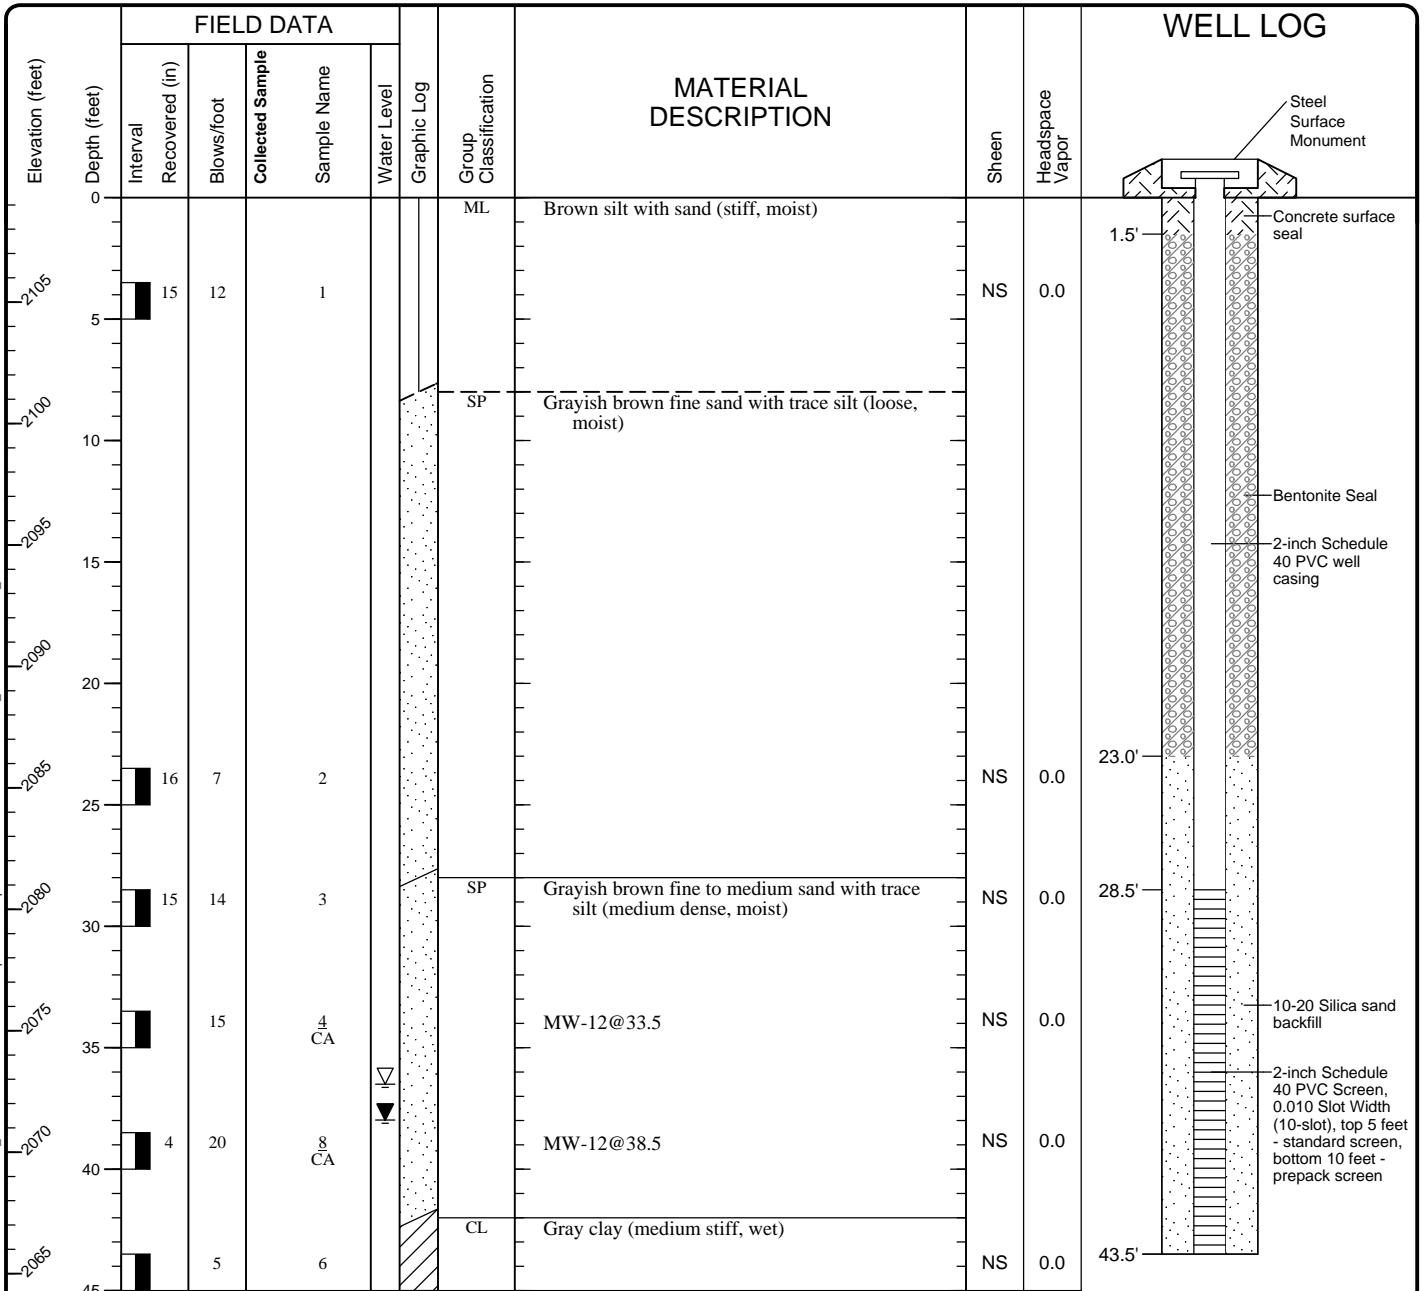 FIELD DATA
WELL LOG
Elevation (feet)
Depth (feet)
Interval
Recovered (in)
Blows/foot
Collected Sample
Sample Name
Water Level
Graphic Log
Group
Classification
MATERIAL
DESCRIPTION
Sheen
Headspace
Vapor
Steel
Surface
Monument
0
ML
Brown silt with sand (stiff, moist)
Concrete surface
seal
1.5'
2105
15
12
1
NS
0.0
5
2100
SP
Grayish brown fine sand with trace silt (loose,
moist)
10
Bentonite Seal
2095
2-inch Schedule
40 PVC well
casing
15
2090
20
23.0'
2085
16
7
2
NS
0.0
25
2080
SP
Grayish brown fine to medium sand with trace
silt (medium dense, moist)
28.5'
15
14
3
NS
0.0
30
10-20 Silica sand
backfill
2075
15
4
CA
MW-12@33.5
NS
0.0
35
2-inch Schedule
40 PVC Screen,
0.010 Slot Width
(10-slot), top 5 feet
- standard screen,
bottom 10 feet -
prepack screen
2070
4
20
8
CA
MW-12@38.5
NS
0.0
40
CL
Gray clay (medium stiff, wet)
43.5'
2065
5
6
NS
0.0
45